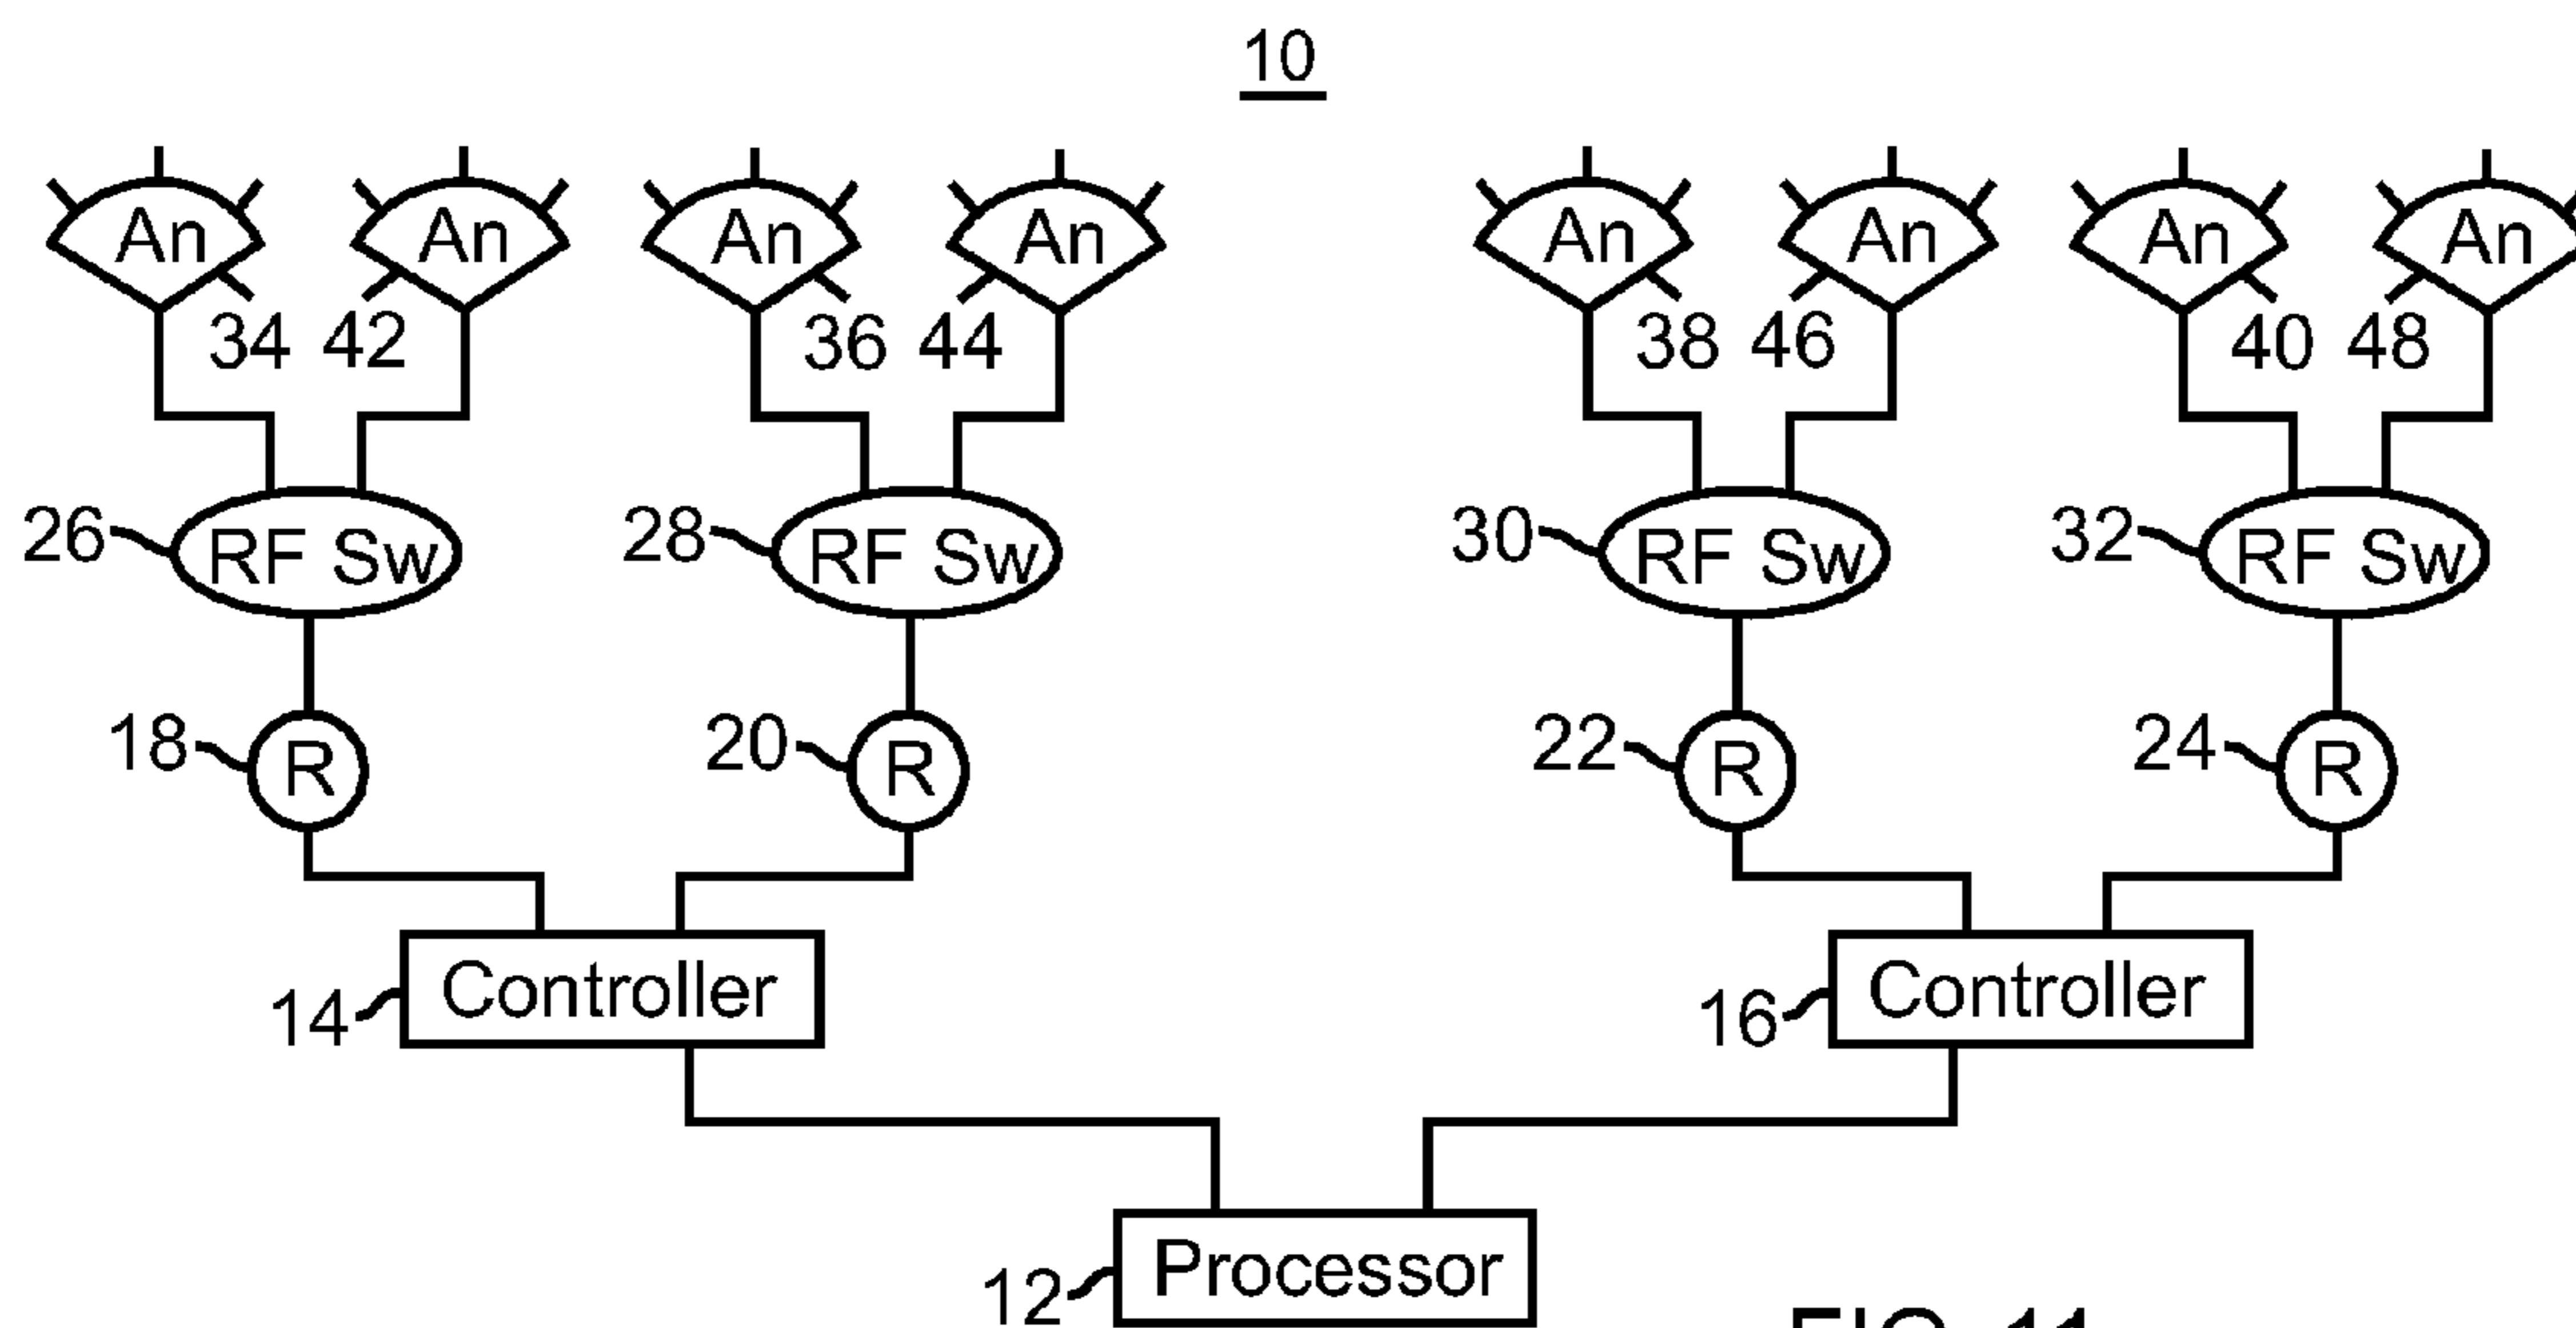 10
An An An An An An An An
34 42 36 44 38 46 40 48
26 RF Sw 28 RF Sw 30 RF Sw 32 RF Sw
18 R 20 R 22 R 24 R
14 Controller 16 Controller
12 Processor
FIG. 11